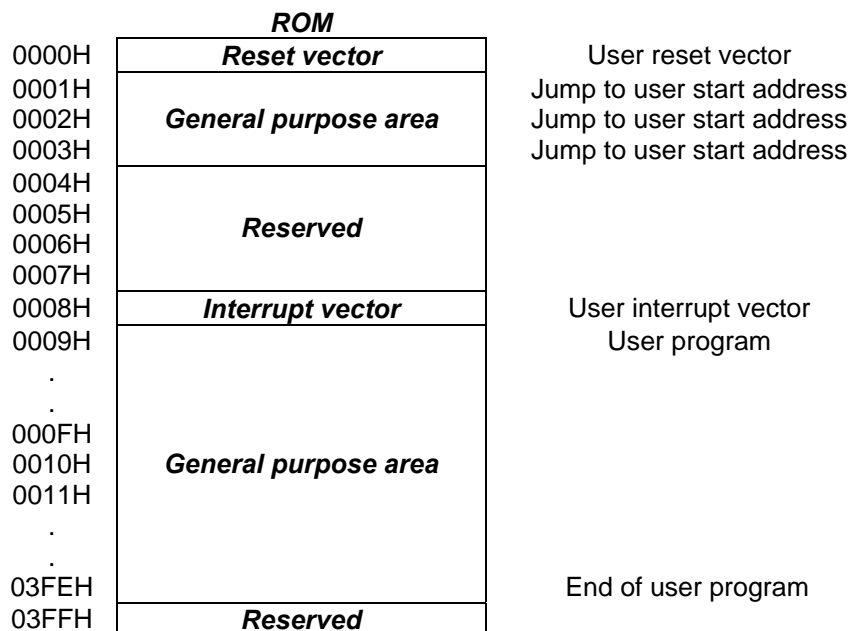 ROM
0000H Reset vector User reset vector
0001H Jump to user start address
0002H General purpose area Jump to user start address
0003H Jump to user start address
0004H
0005H
Reserved
0006H
0007H
0008H Interrupt vector User interrupt vector
0009H User program
.
.
000FH
0010H General purpose area
0011H
.
.
03FEH End of user program
03FFH Reserved